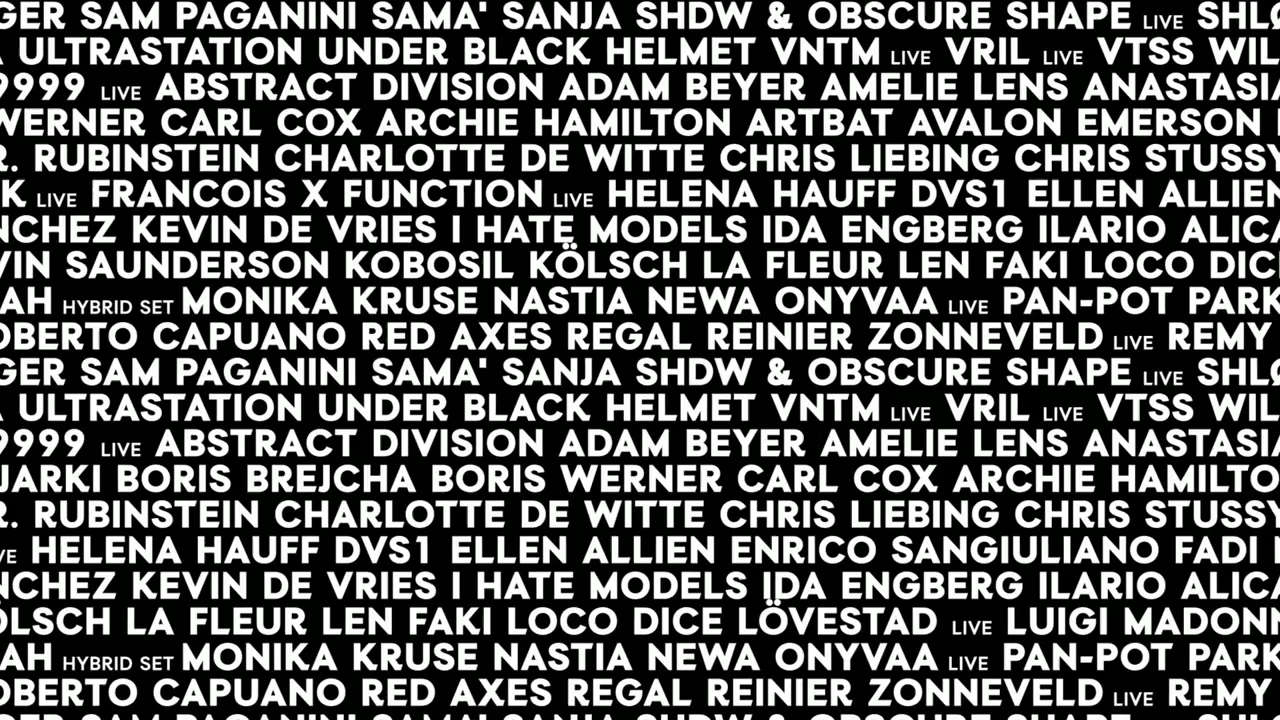 GER SAM PAGANINI SAMA' SANJA SHDW & OBSCURE SHAPE LIVE SHLØ
ULTRASTATION UNDER BLACK HELMET VNTM LIVE VRIL LIVE VTSS WIL
9999 LIVE ABSTRACT DIVISION ADAM BEYER AMELIE LENS ANASTASIA
WERNER CARL COX ARCHIE HAMILTON ARTBAT AVALON EMERSON
R. RUBINSTEIN CHARLOTTE DE WITTE CHRIS LIEBING CHRIS STUSSY
K LIVE FRANCOIS X FUNCTION LIVE HELENA HAUFF DVS1 ELLEN ALLIEN
NCHEZ KEVIN DE VRIES I HATE MODELS IDA ENGBERG ILARIO ALICA
VIN SAUNDERSON KOBOSIL KÖLSCH LA FLEUR LEN FAKI LOCO DICE
AH HYBRID SET MONIKA KRUSE NASTIA NEWA ONYVAA LIVE PAN-POT PARK
OBERTO CAPUANO RED AXES REGAL REINIER ZONNEVELD LIVE REMY
GER SAM PAGANINI SAMA' SANJA SHDW & OBSCURE SHAPE LIVE SHLØ
ULTRASTATION UNDER BLACK HELMET VNTM LIVE VRIL LIVE VTSS WIL
9999 LIVE ABSTRACT DIVISION ADAM BEYER AMELIE LENS ANASTASIA
JARKI BORIS BREJCHA BORIS WERNER CARL COX ARCHIE HAMILTO
R. RUBINSTEIN CHARLOTTE DE WITTE CHRIS LIEBING CHRIS STUSSY
VE HELENA HAUFF DVS1 ELLEN ALLIEN ENRICO SANGIULIANO FADI
NCHEZ KEVIN DE VRIES I HATE MODELS IDA ENGBERG ILARIO ALICA
ÖLSCH LA FLEUR LEN FAKI LOCO DICE LÖVESTAD LIVE LUIGI MADONN
AH HYBRID SET MONIKA KRUSE NASTIA NEWA ONYVAA LIVE PAN-POT PARK
OBERTO CAPUANO RED AXES REGAL REINIER ZONNEVELD LIVE REMY